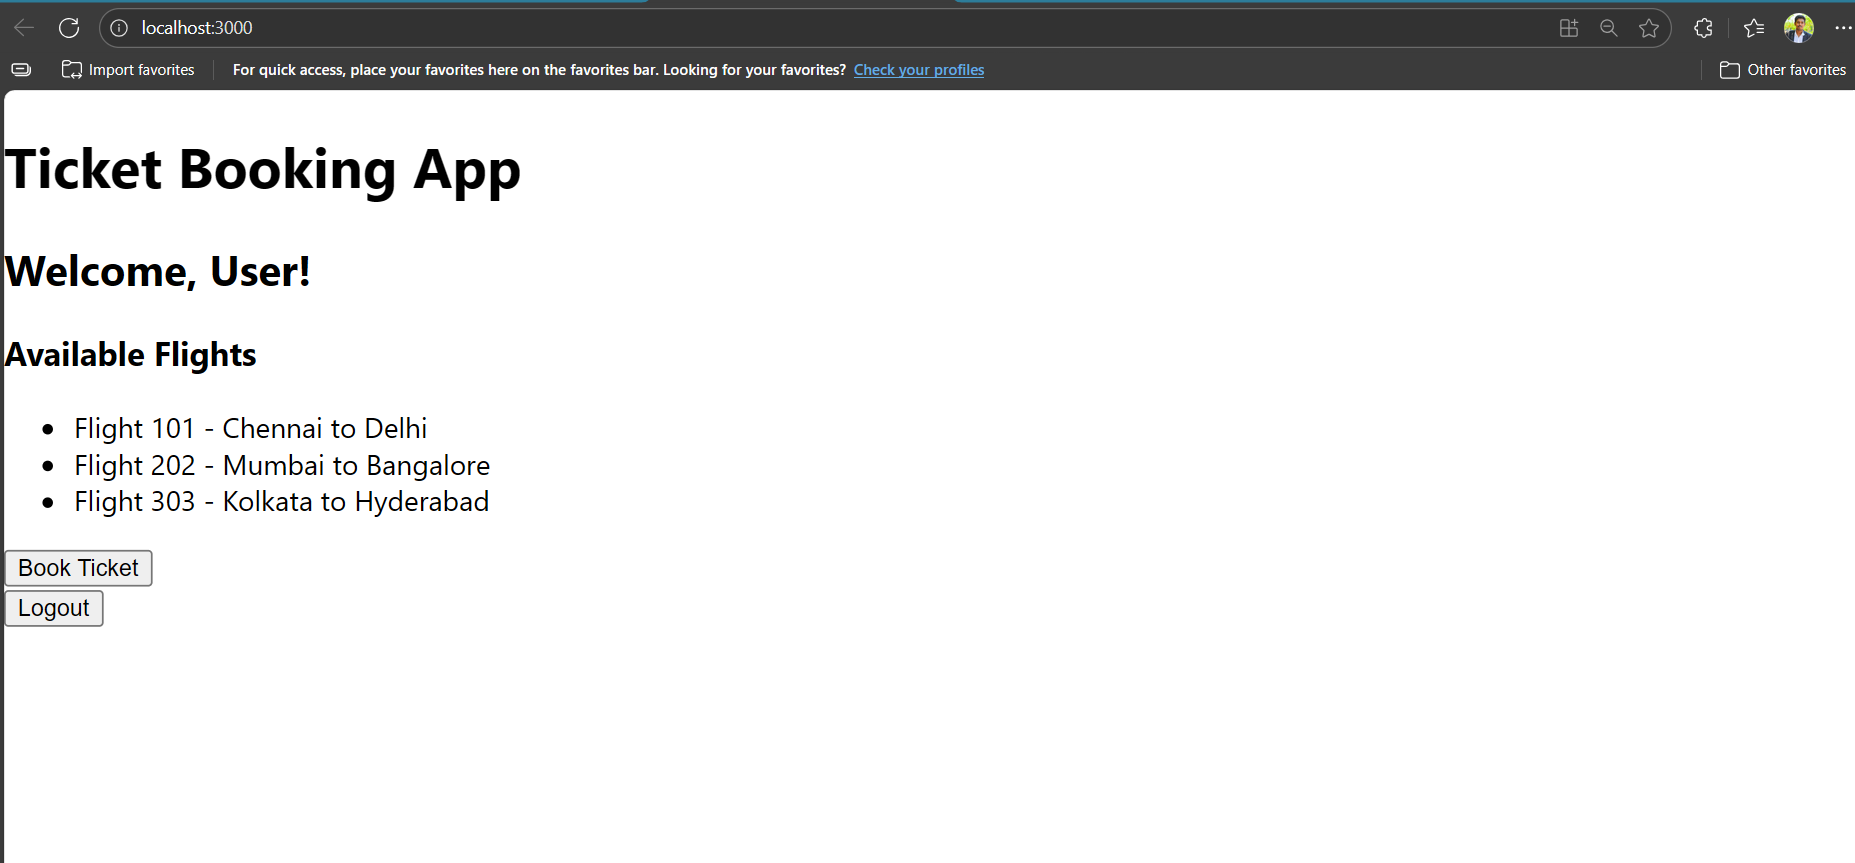 localhost:3000
Import favorites For quick access, place your favorites here on the favorites bar. Looking for your favorites? Check your profiles Other favorites
Ticket Booking App
Welcome, User!
Available Flights
Flight 101 - Chennai to Delhi
Flight 202 - Mumbai to Bangalore
Flight 303 - Kolkata to Hyderabad
Book Ticket
Logout